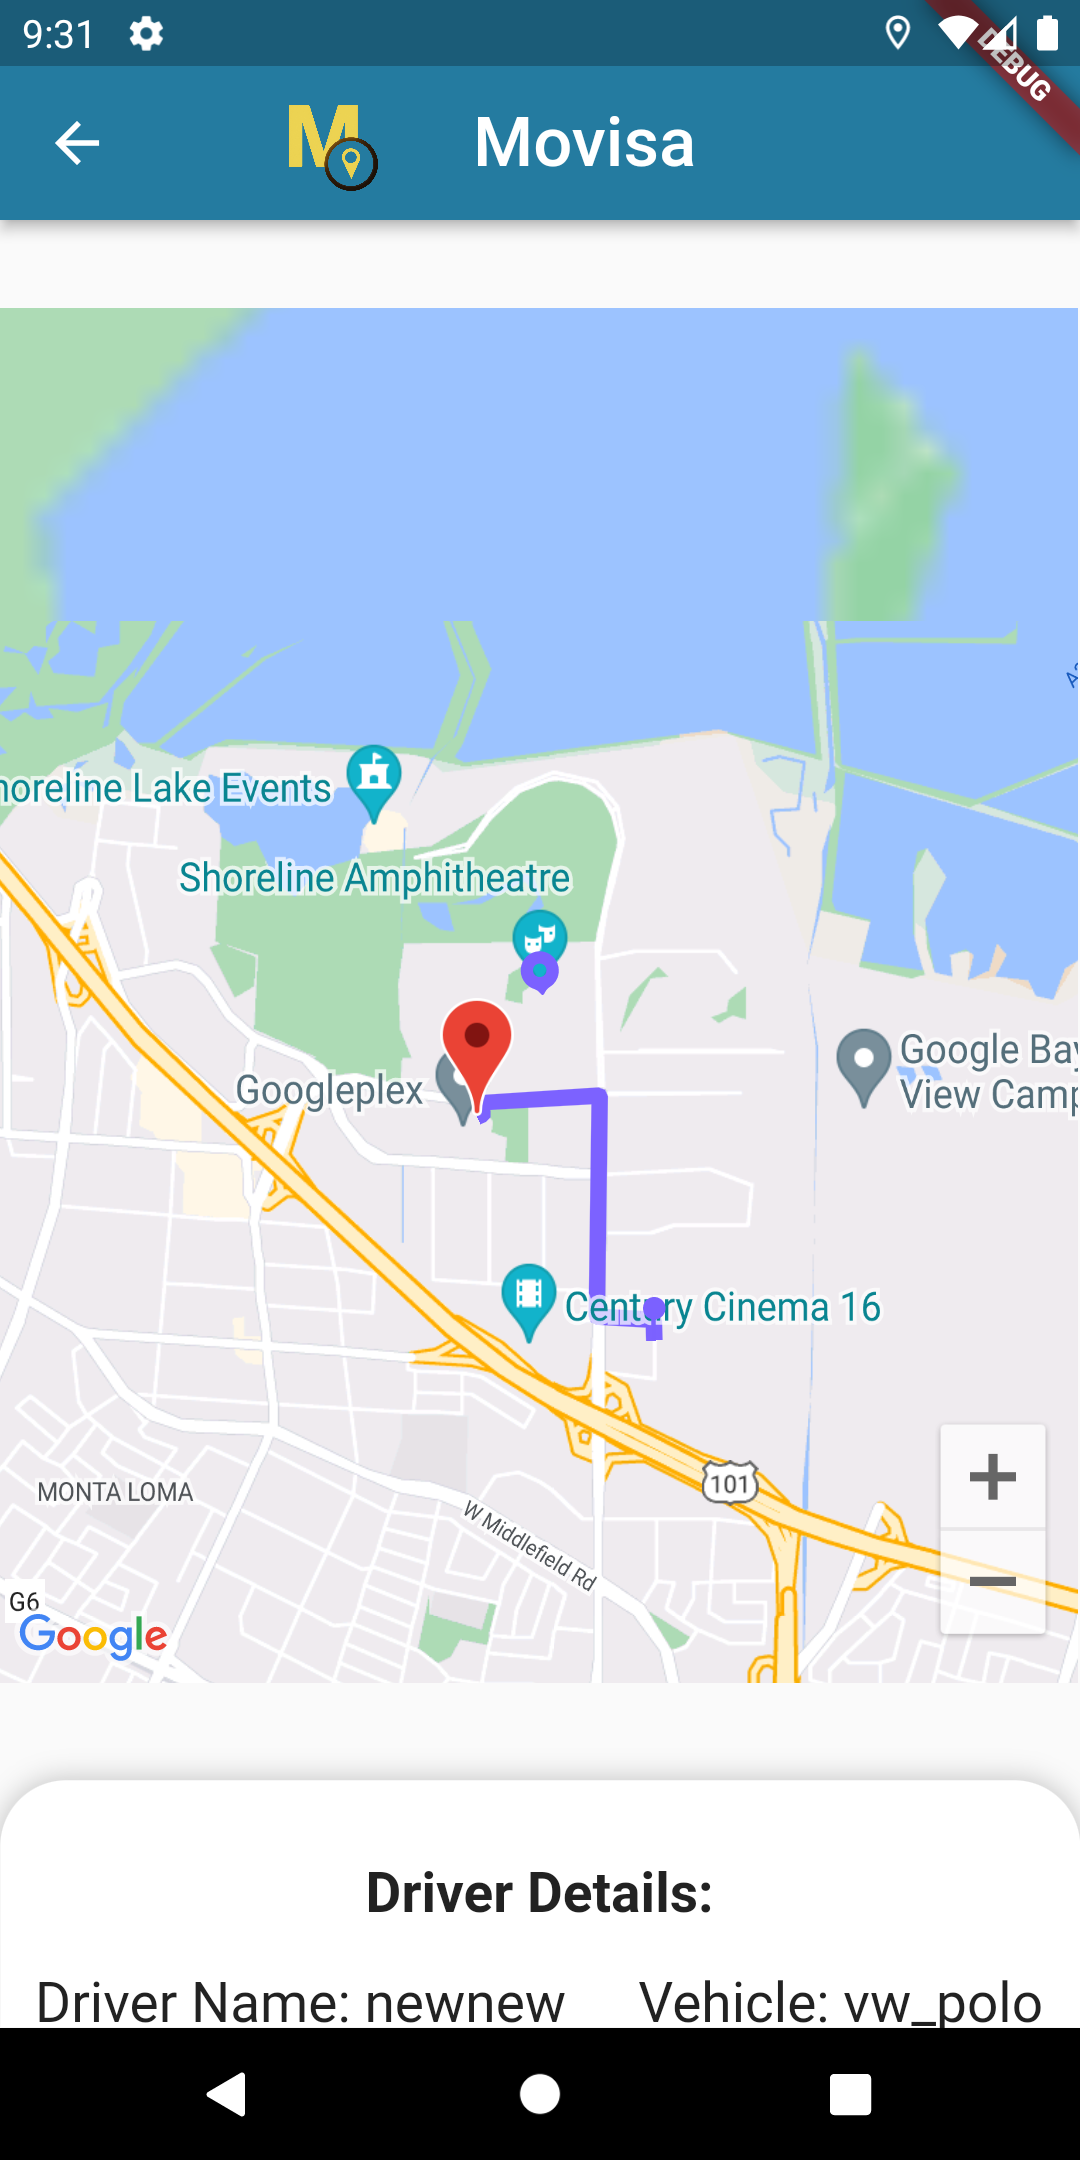 9:31
DEBUG
M
Movisa
horeline Lake Events
Shoreline Amphitheatre
Googleplex
Google Bay
View Camp
Century Cinema 16
101
MONTA LOMA
W Middlefield Rd
G6
Google
Driver Details:
Driver Name: newnew
Vehicle: vw_polo